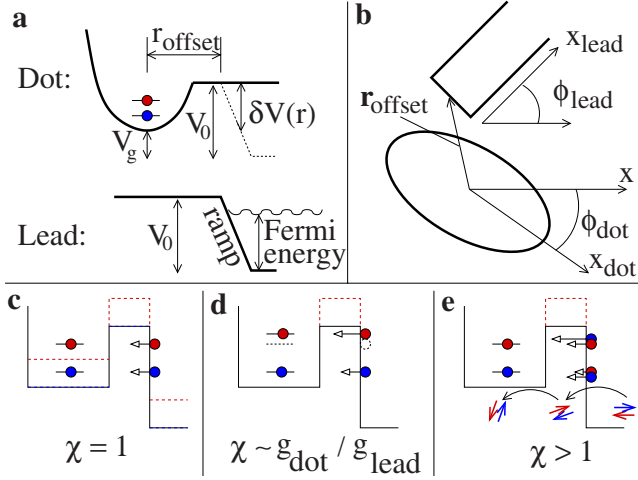 a
r_offset
Dot:
V_g
V_0
δV(r)
Lead:
V_0
ramp
Fermi
energy
b
x_lead
ϕ_lead
r_offset
x
ϕ_dot
x_dot
c
χ = 1
d
χ ~ g_dot / g_lead
e
χ > 1